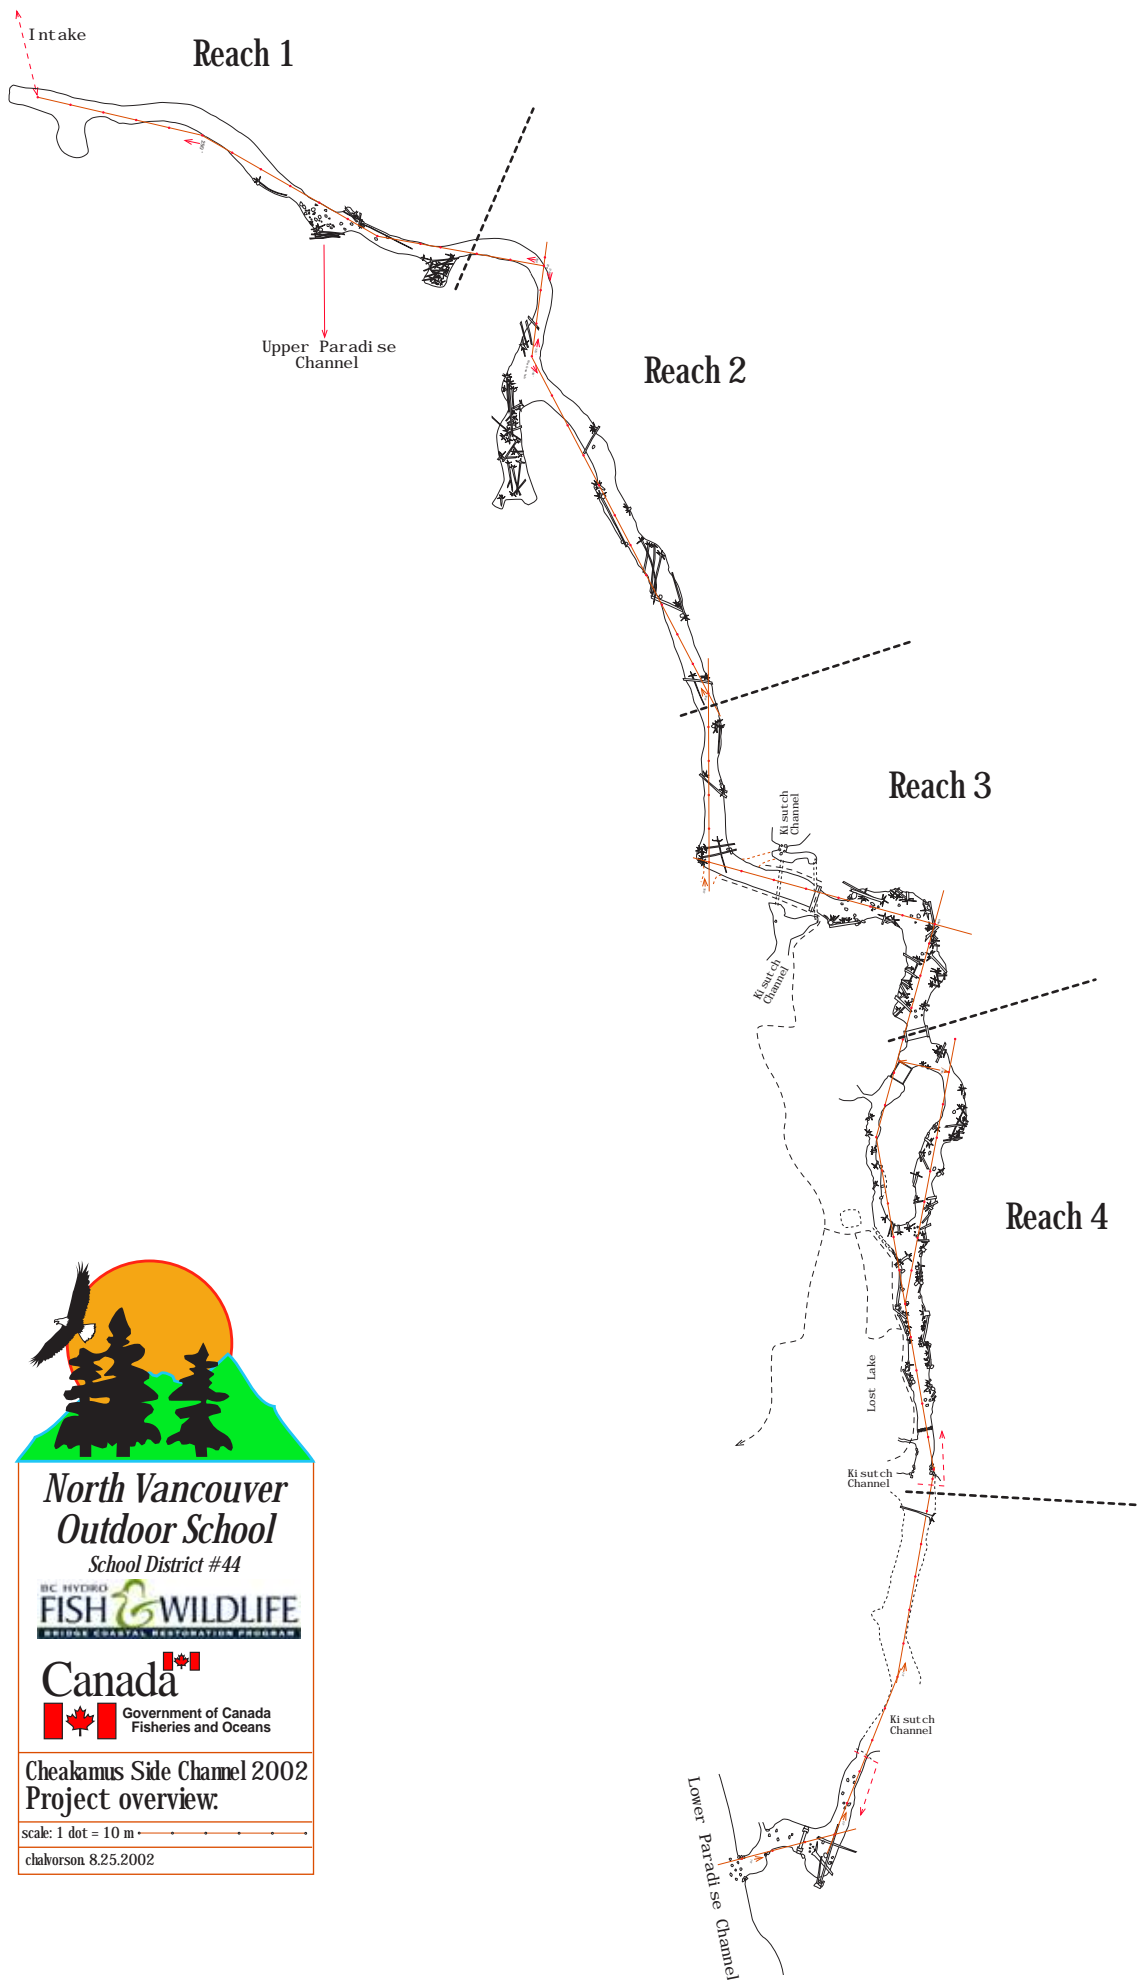 Intake
Reach 1
Upper Paradise
Channel
Reach 2
Reach 3
Kisutch
Channel
Kisutch
Channel
Reach 4
Lost Lake
Kisutch
Channel
Kisutch
Channel
Lower Paradise Channel
North Vancouver
Outdoor School
School District #44
BC HYDRO
FISH & WILDLIFE
BRIDGE COASTAL RESTORATION PROGRAM
Canada
Government of Canada
Fisheries and Oceans
Cheakamus Side Channel 2002
Project overview:
scale: 1 dot = 10 m
chalvorson. 8.25.2002